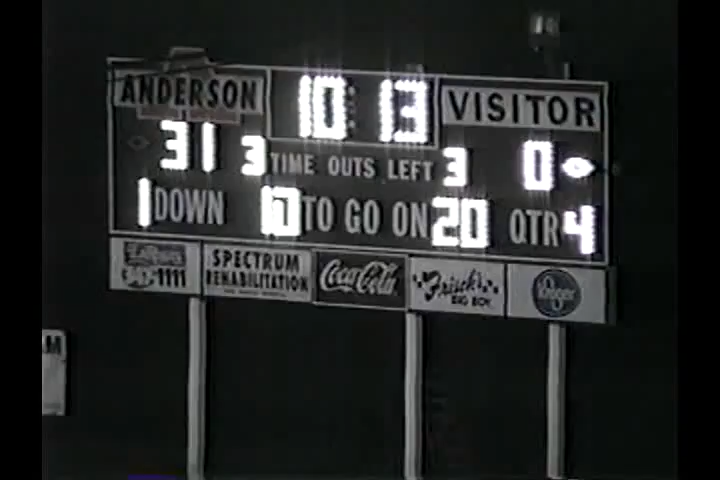 ANDERSON 10:13 VISITOR
31 3 TIME OUTS LEFT 3 0
1 DOWN 10 TO GO ON 20 QTR 4
1111 SPECTRUM REHABILITATION Coca-Cola Frisch's BIG BOY Kroger
M